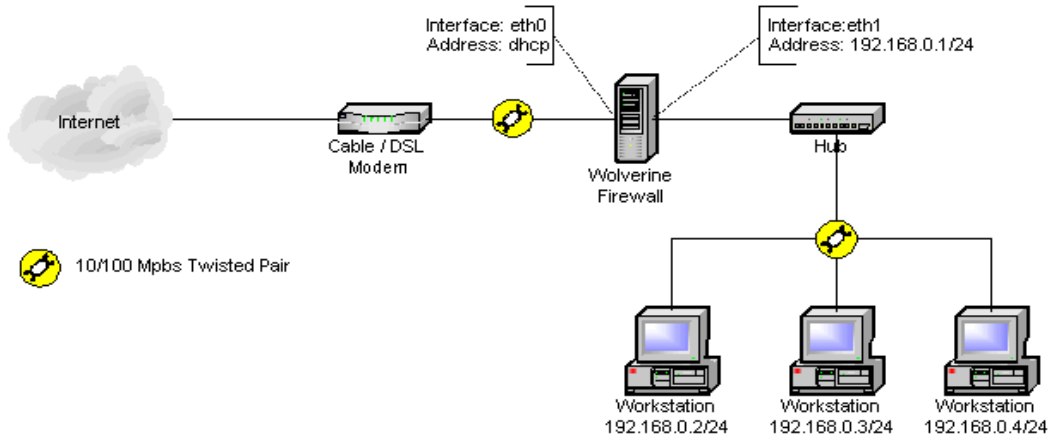 Interface: eth0
Address: dhcp
Interface:eth1
Address: 192.168.0.1/24
Internet
Cable / DSL
Modem
Wolverine
Firewall
Hub
10/100 Mpbs Twisted Pair
Workstation
192.168.0.2/24
Workstation
192.168.0.3/24
Workstation
192.168.0.4/24